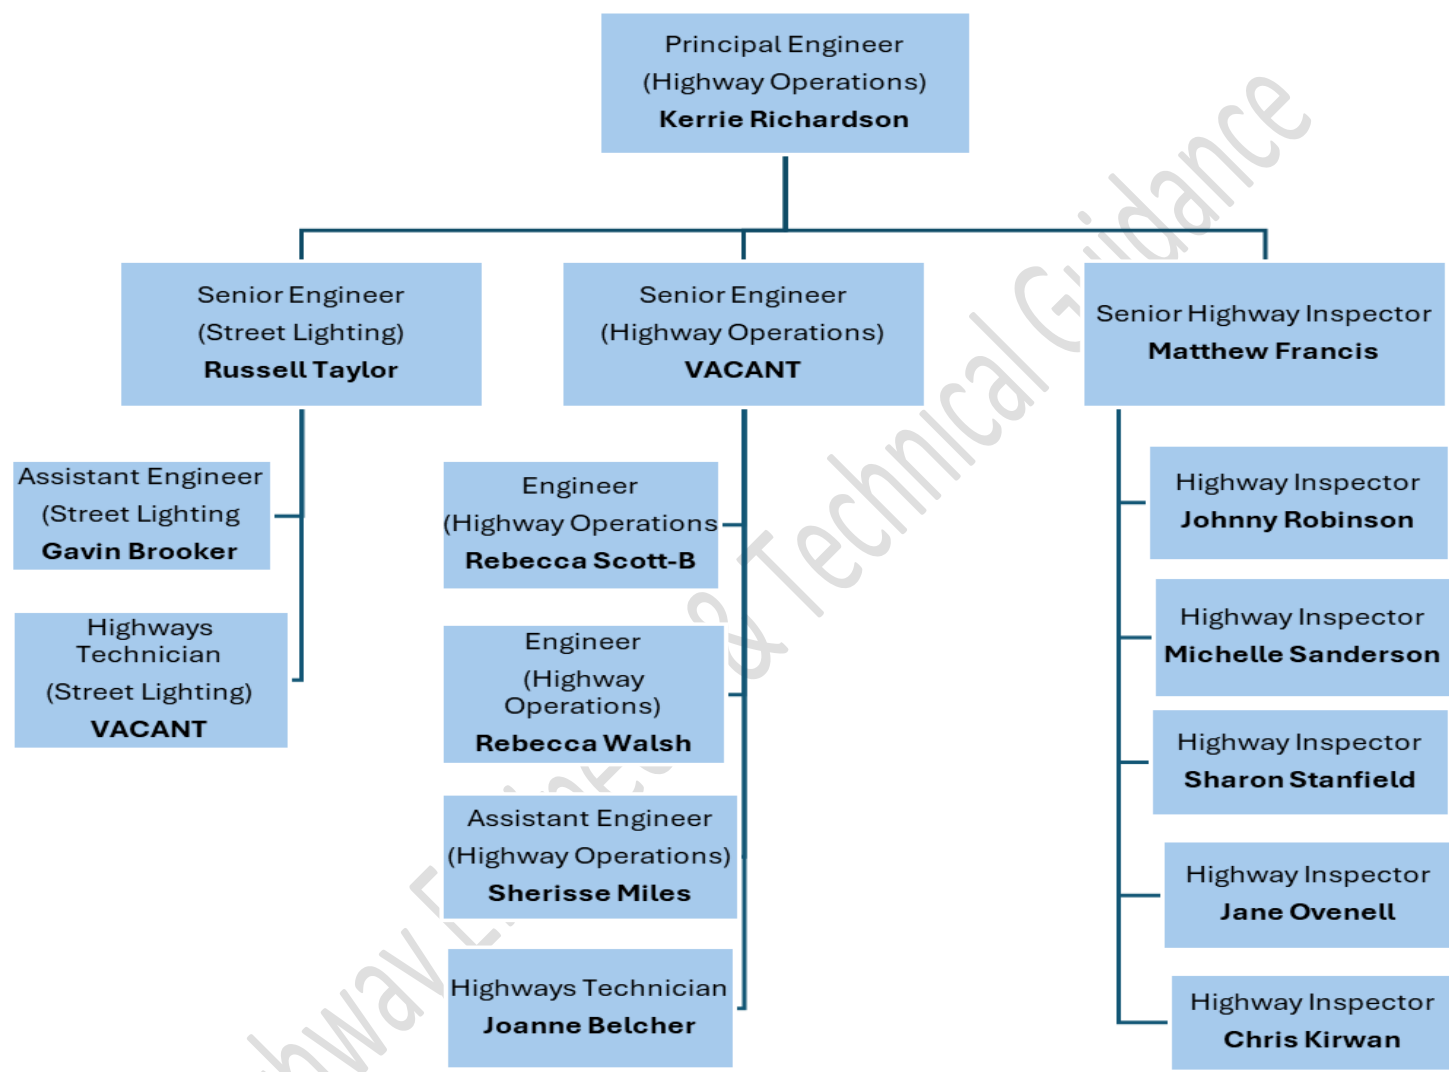 Principal Engineer
(Highway Operations)
Kerrie Richardson
Senior Engineer
(Street Lighting)
Russell Taylor
Senior Engineer
(Highway Operations)
VACANT
Senior Highway Inspector
Matthew Francis
Assistant Engineer
(Street Lighting
Gavin Brooker
Highways
Technician
(Street Lighting)
VACANT
Engineer
(Highway Operations
Rebecca Scott-B
Engineer
(Highway
Operations)
Rebecca Walsh
Assistant Engineer
(Highway Operations)
Sherisse Miles
Highways Technician
Joanne Belcher
Highway Inspector
Johnny Robinson
Highway Inspector
Michelle Sanderson
Highway Inspector
Sharon Stanfield
Highway Inspector
Jane Ovenell
Highway Inspector
Chris Kirwan
& Technical Guidance